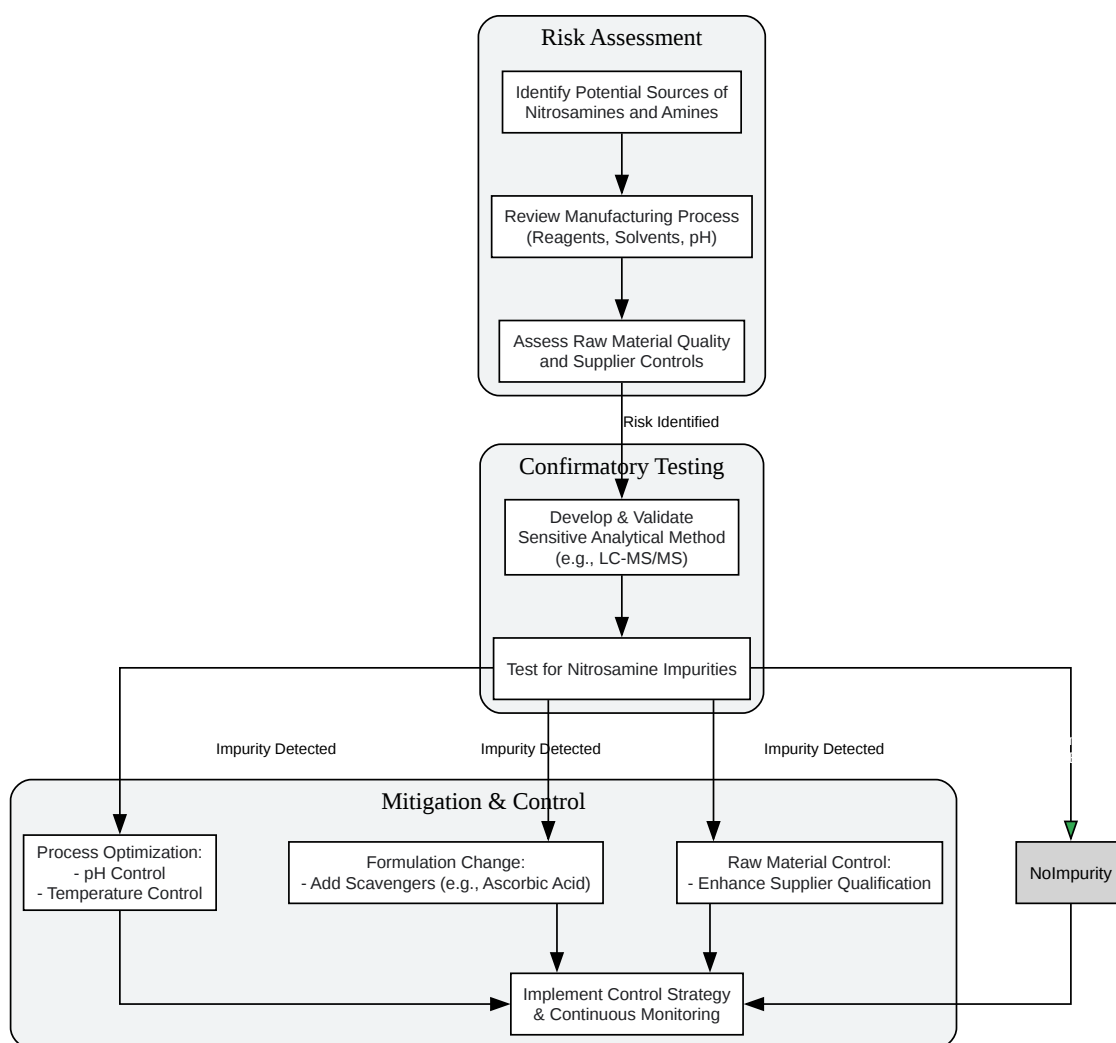 Risk Assessment
Identify Potential Sources of
Nitrosamines and Amines
Review Manufacturing Process
(Reagents, Solvents, pH)
Assess Raw Material Quality
and Supplier Controls
Risk Identified
Confirmatory Testing
Develop & Validate
Sensitive Analytical Method
(e.g., LC-MS/MS)
Test for Nitrosamine Impurities
Impurity Detected
Impurity Detected
Impurity Detected
Mitigation & Control
Process Optimization:
- pH Control
- Temperature Control
Formulation Change:
- Add Scavengers (e.g., Ascorbic Acid)
Raw Material Control:
- Enhance Supplier Qualification
NoImpurity
Implement Control Strategy
& Continuous Monitoring